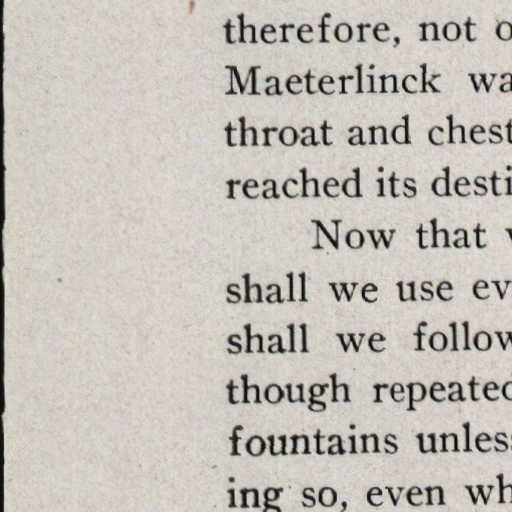 therefore, not o
Maeterlinck wa
throat and chest
reached its desti
Now that
shall we use ev
shall we follow
though repeated
fountains unless
ing so, even wh